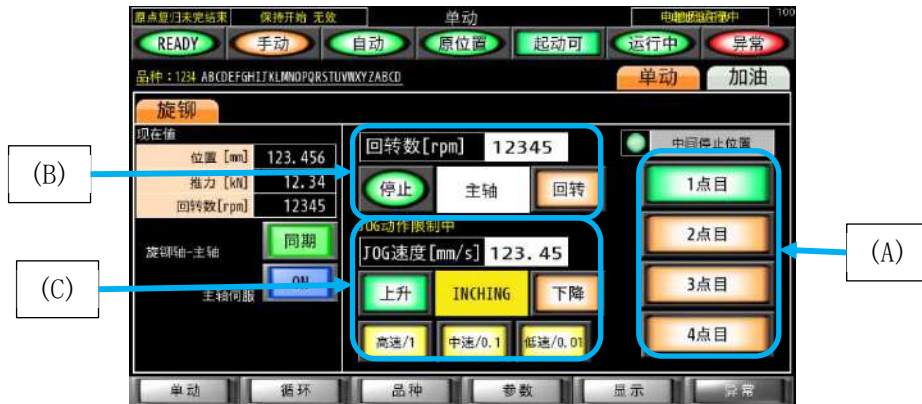 原点复归未完结束 保持开始 无效 单动 100
READY 手动 自动 原位置 起动可 运行中 异常
品种：1234 ABCDEFGHIJKLMNOPQRSTUVWXYZABCD 单动 加油
旋铆
现在值
位置 [mm] 123.456
推力 [kN] 12.34
回转数[rpm] 12345
旋铆轴-主轴 同期
主轴伺服 ON
回转数[rpm] 12345
停止 主轴 回转
JOG动作限制中
JOG速度[mm/s] 123.45
上升 INCHING 下降
高速/1 中速/0.1 低速/0.01
中间停止位置
1点目
2点目
3点目
4点目
(B)
(C)
(A)
单动 循环 品种 参数 显示 异常